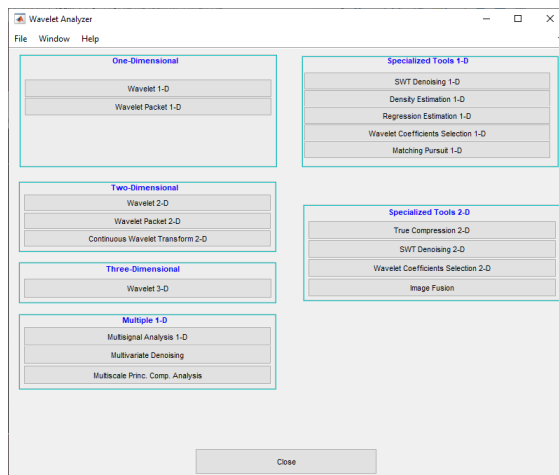 Wavelet Analyzer
File Window Help
One-Dimensional
Wavelet 1-D
Wavelet Packet 1-D
Two-Dimensional
Wavelet 2-D
Wavelet Packet 2-D
Continuous Wavelet Transform 2-D
Three-Dimensional
Wavelet 3-D
Multiple 1-D
Multisignal Analysis 1-D
Multivariate Denoising
Multiscale Princ. Comp. Analysis
Specialized Tools 1-D
SWT Denoising 1-D
Density Estimation 1-D
Regression Estimation 1-D
Wavelet Coefficients Selection 1-D
Matching Pursuit 1-D
Specialized Tools 2-D
True Compression 2-D
SWT Denoising 2-D
Wavelet Coefficients Selection 2-D
Image Fusion
Close